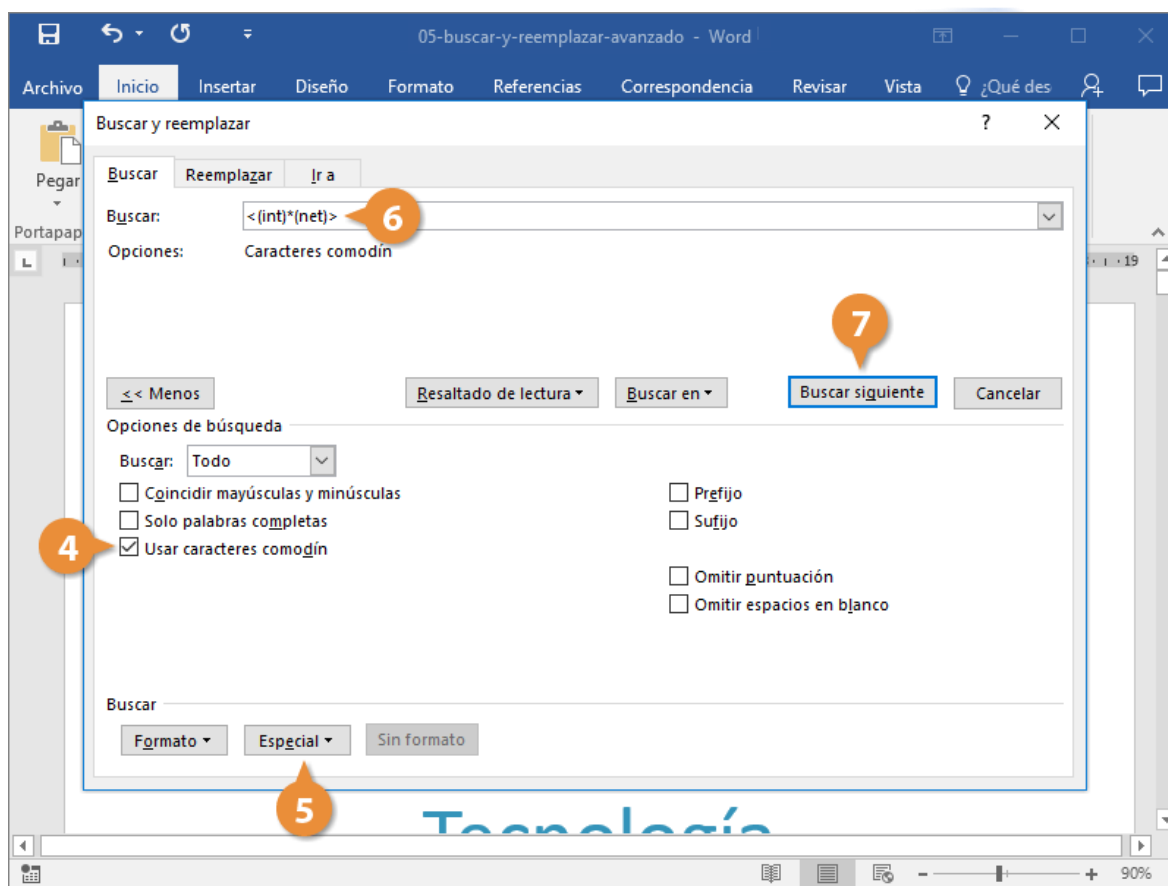 05-buscar-y-reemplazar-avanzado - Word
Archivo Inicio Insertar Diseño Formato Referencias Correspondencia Revisar Vista ¿Qué des
Buscar y reemplazar ?
Pegar
Portapap
Buscar Reemplazar Ir a
Buscar: <(int)*(net)> 6
Opciones: Caracteres comodín
19
7
<< Menos Resaltado de lectura Buscar en Buscar siguiente Cancelar
Opciones de búsqueda
Buscar: Todo
Coincidir mayúsculas y minúsculas Prefijo
Solo palabras completas Sufijo
4 Usar caracteres comodín
Omitir puntuación
Omitir espacios en blanco
Buscar
Formato Especial Sin formato
5
Tecnología
90%